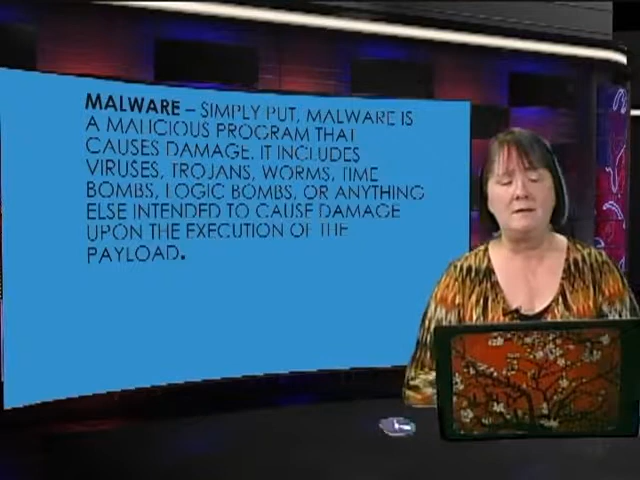 MALWARE – SIMPLY PUT, MALWARE IS
A MALICIOUS PROGRAM THAT
CAUSES DAMAGE. IT INCLUDES
VIRUSES, TROJANS, WORMS, TIME
BOMBS, LOGIC BOMBS, OR ANYTHING
ELSE INTENDED TO CAUSE DAMAGE
UPON THE EXECUTION OF THE
PAYLOAD.